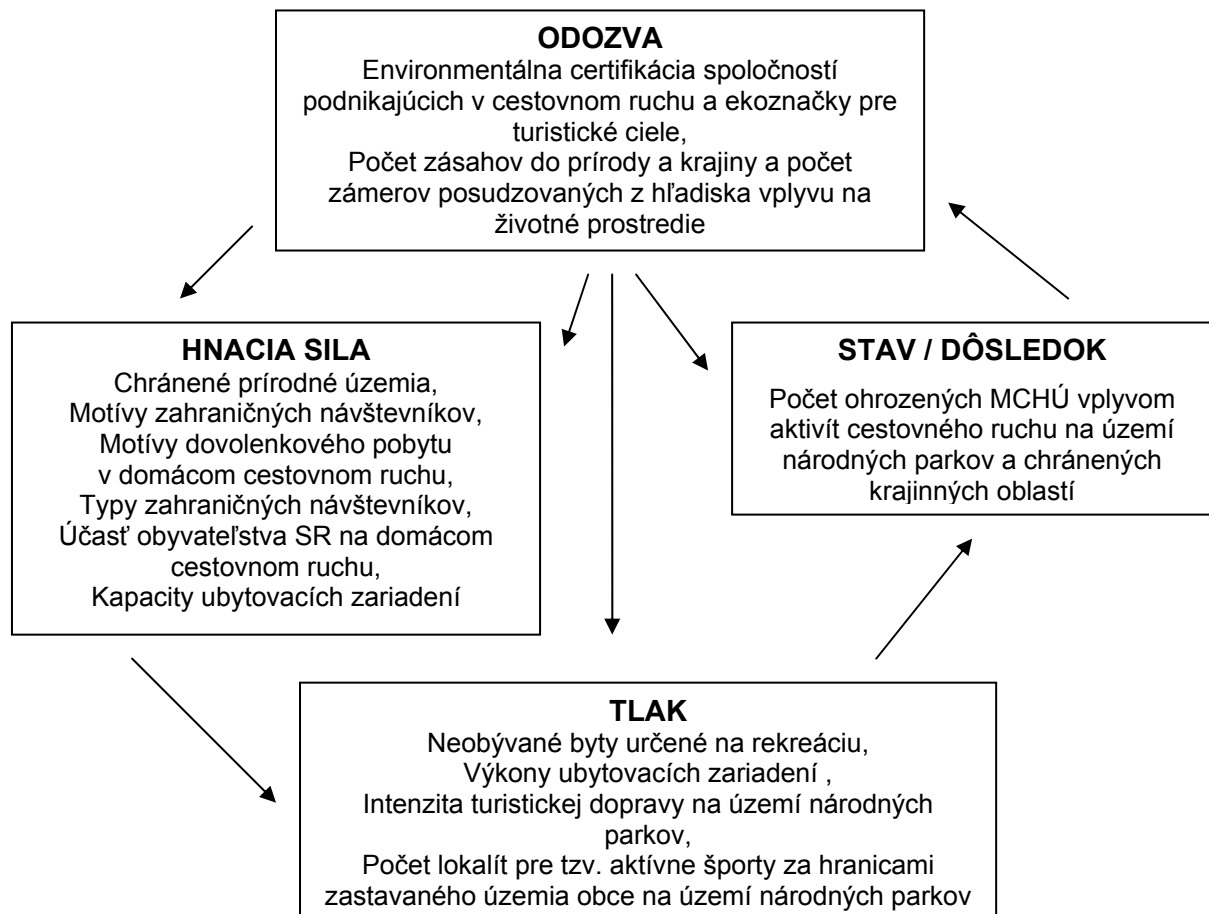 ODOZVA
Environmentálna certifikácia spoločností
podnikajúcich v cestovnom ruchu a ekoznačky pre
turistické ciele,
Počet zásahov do prírody a krajiny a počet
zámerov posudzovaných z hľadiska vplyvu na
životné prostredie
HNACIA SILA
Chránené prírodné územia,
Motívy zahraničných návštevníkov,
Motívy dovolenkového pobytu
v domácom cestovnom ruchu,
Typy zahraničných návštevníkov,
Účasť obyvateľstva SR na domácom
cestovnom ruchu,
Kapacity ubytovacích zariadení
STAV / DÔSLEDOK
Počet ohrozených MCHÚ vplyvom
aktivít cestovného ruchu na území
národných parkov a chránených
krajinných oblastí
TLAK
Neobývané byty určené na rekreáciu,
Výkony ubytovacích zariadení ,
Intenzita turistickej dopravy na území národných
parkov,
Počet lokalít pre tzv. aktívne športy za hranicami
zastavaného územia obce na území národných parkov